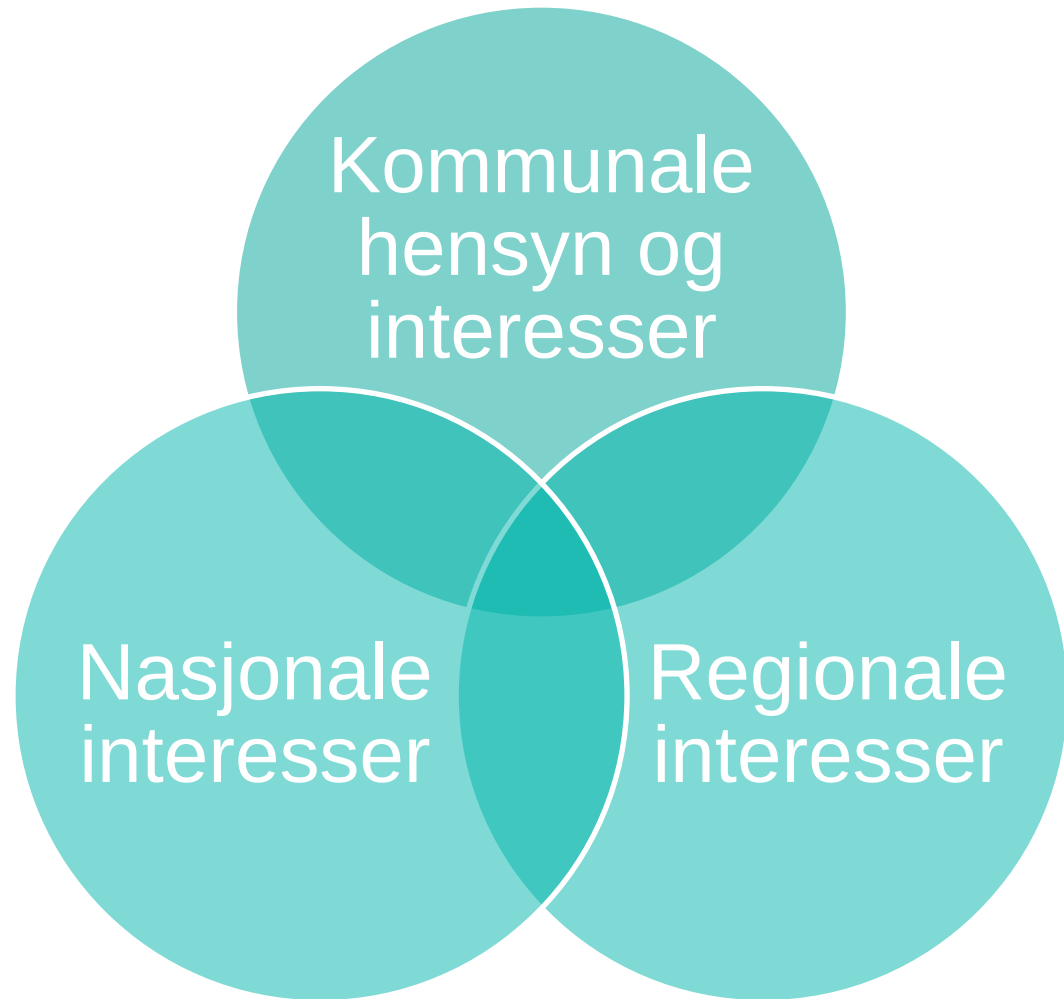 Kommunale
hensyn og
interesser
Nasjonale
interesser
Regionale
interesser